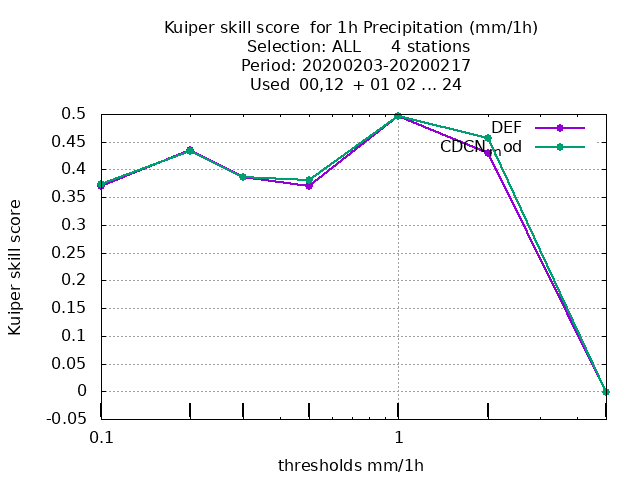 Kuiper skill score  for 1h Precipitation (mm/1h)
Selection: ALL      4 stations
Period: 20200203-20200217
Used  00,12  + 01 02 ... 24
0.5
0.45
0.4
0.35
0.3
0.25
0.2
0.15
0.1
0.05
0
-0.05
Kuiper skill score
DEF
CDCNmod
0.1
1
thresholds mm/1h